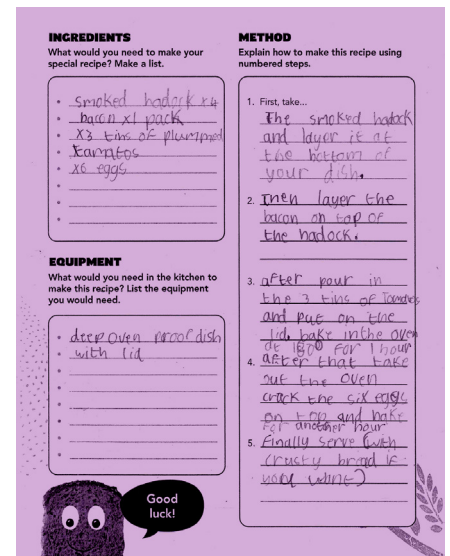 INGREDIENTS
What would you need to make your
special recipe? Make a list.
• smoked hadock x4
• bacon x1 pack
• x3 tins of plummed
• tamatos
• x6 eggs
•
•
•
EQUIPMENT
What would you need in the kitchen to
make this recipe? List the equipment
you would need.
• deep oven proof dish
• with lid
•
•
•
•
•
•
Good
luck!
METHOD
Explain how to make this recipe using
numbered steps.
1. First, take...
The smoked hadock
and layer it at
the bottom of
your dish.
2. Then layer the
bacon on top of
the hadock.
3. after pour in
the 3 tins of Tomatos
and put on the
lid. bake in the oven
at 180° for 1 hour
4. after that take
out the oven
crack the six eggs
on top and bake
for another hour
5. Finally serve (with
crusty bread if